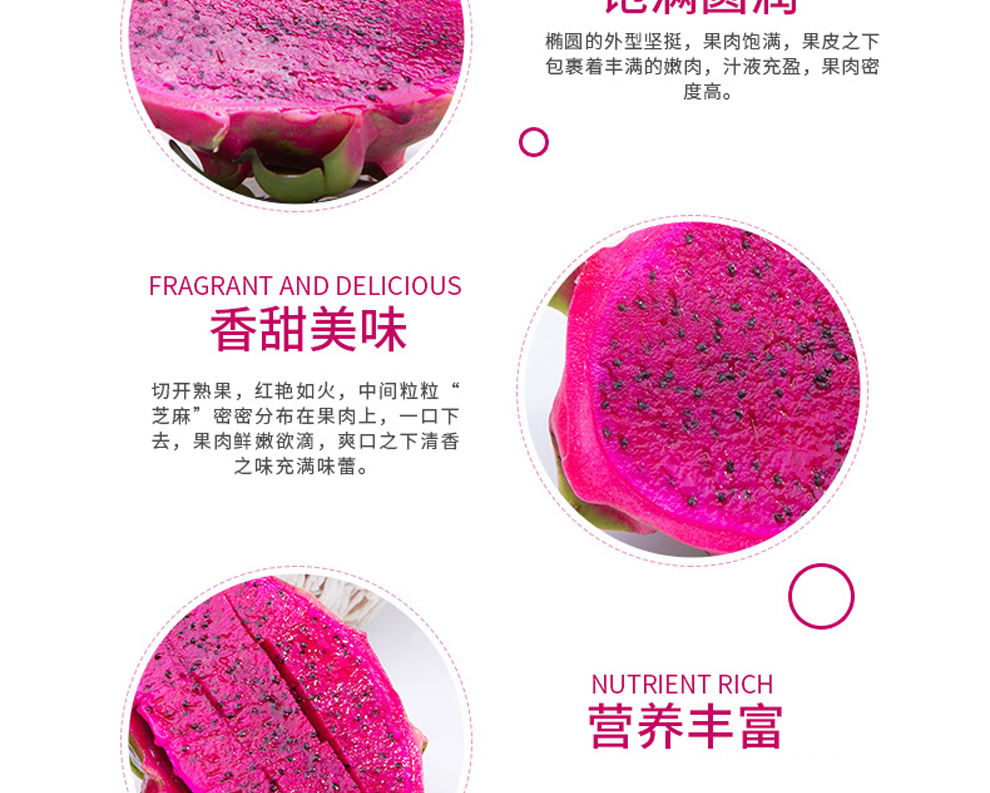 饱满圆润
椭圆的外型坚挺，果肉饱满，果皮之下
包裹着丰满的嫩肉，汁液充盈，果肉密
度高。
FRAGRANT AND DELICIOUS
香甜美味
切开熟果，红艳如火，中间粒粒“
芝麻”密密分布在果肉上，一口下
去，果肉鲜嫩欲滴，爽口之下清香
之味充满味蕾。
NUTRIENT RICH
营养丰富